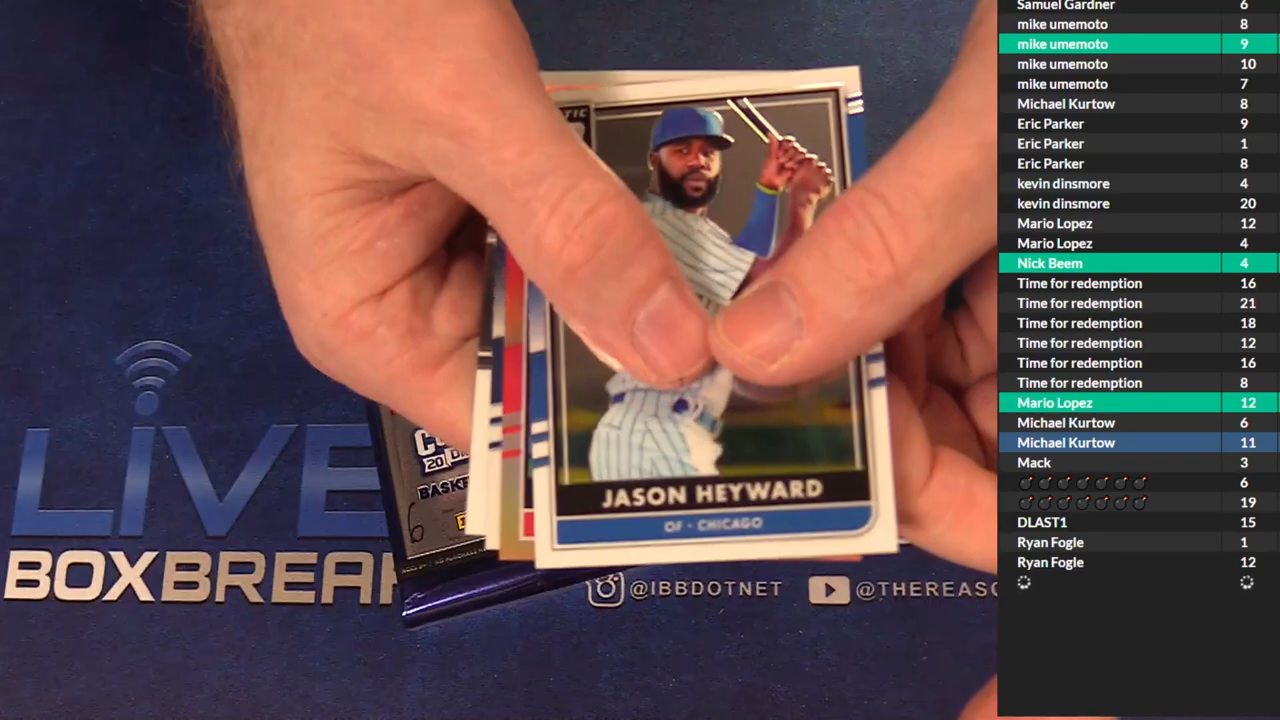 Samuel Gardner 6
mike umemoto 8
mike umemoto 9
mike umemoto 10
mike umemoto 7
Michael Kurtow 8
Eric Parker 9
Eric Parker 1
Eric Parker 8
kevin dinsmore 4
kevin dinsmore 20
Mario Lopez 12
Mario Lopez 4
Nick Beem 4
Time for redemption 16
Time for redemption 21
Time for redemption 18
Time for redemption 12
Time for redemption 16
Time for redemption 8
Mario Lopez 12
Michael Kurtow 6
Michael Kurtow 11
Mack 3
6
19
DLAST1 15
Ryan Fogle 1
Ryan Fogle 12
JASON HEYWARD
OF - CHICAGO
LIVE
BOXBREA
@IBBDOTNET
@THEREASO
20
BASKE
6